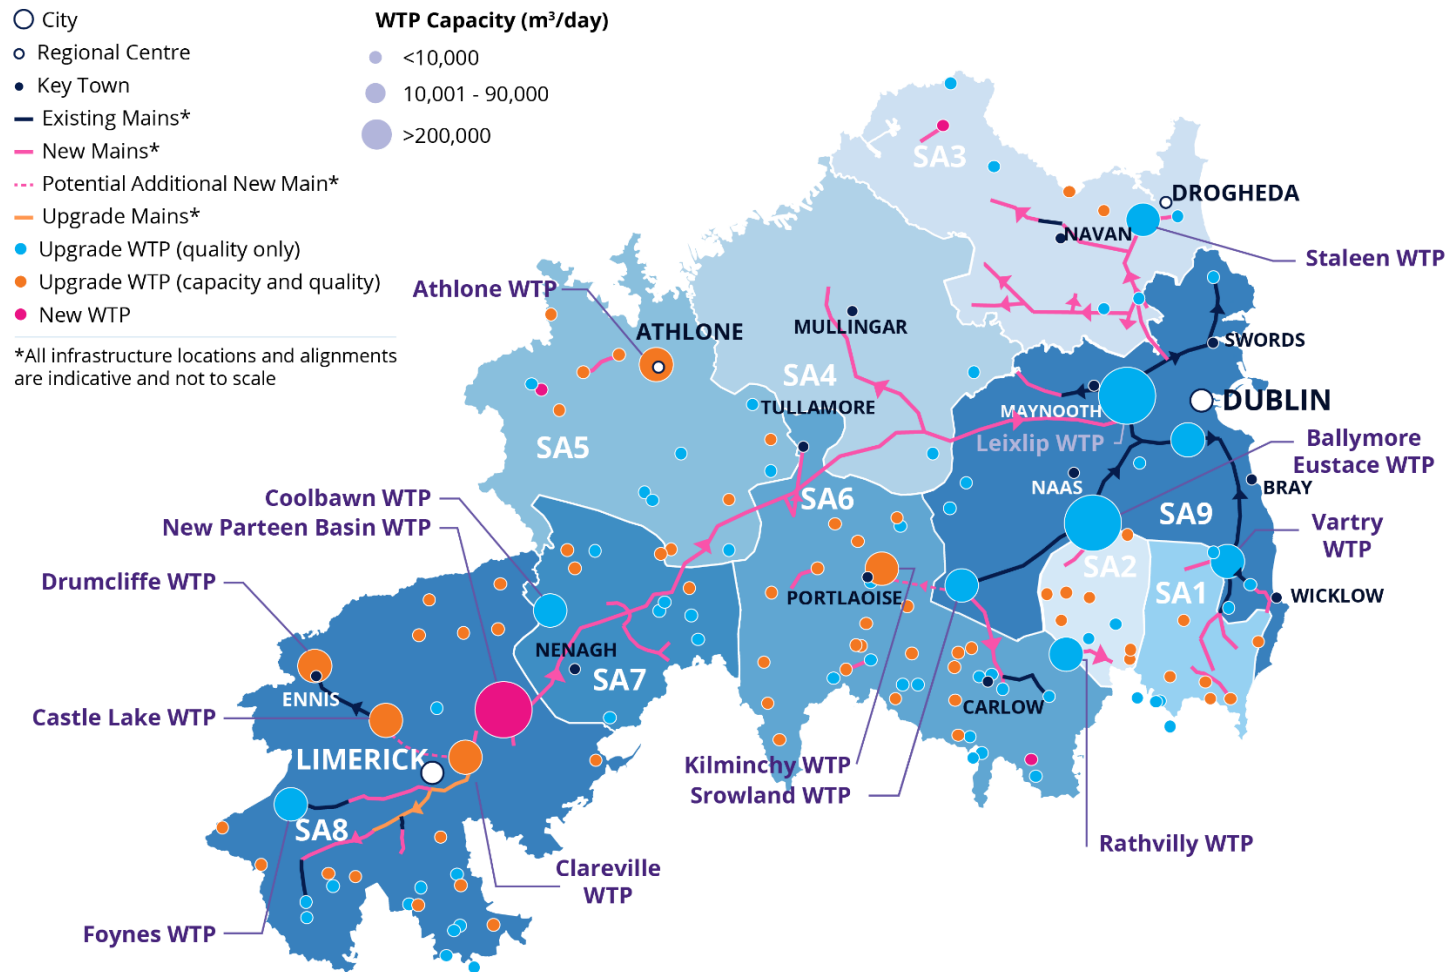 City
Regional Centre
Key Town
Existing Mains*
New Mains*
Potential Additional New Main*
Upgrade Mains*
Upgrade WTP (quality only)
Upgrade WTP (capacity and quality)
New WTP
*All infrastructure locations and alignments
are indicative and not to scale
WTP Capacity (m³/day)
<10,000
10,001 - 90,000
>200,000
SA3
DROGHEDA
NAVAN
Staleen WTP
Athlone WTP
ATHLONE
MULLINGAR
SWORDS
SA4
TULLAMORE
MAYNOOTH
DUBLIN
Leixlip WTP
Ballymore
Eustace WTP
SA5
Coolbawn WTP
New Parteen Basin WTP
SA6
NAAS
BRAY
SA9
Vartry
WTP
Drumcliffe WTP
SA2
SA1
PORTLAOISE
WICKLOW
NENAGH
SA7
ENNIS
Castle Lake WTP
CARLOW
LIMERICK
Kilminchy WTP
Srowland WTP
SA8
Rathvilly WTP
Clareville
WTP
Foynes WTP